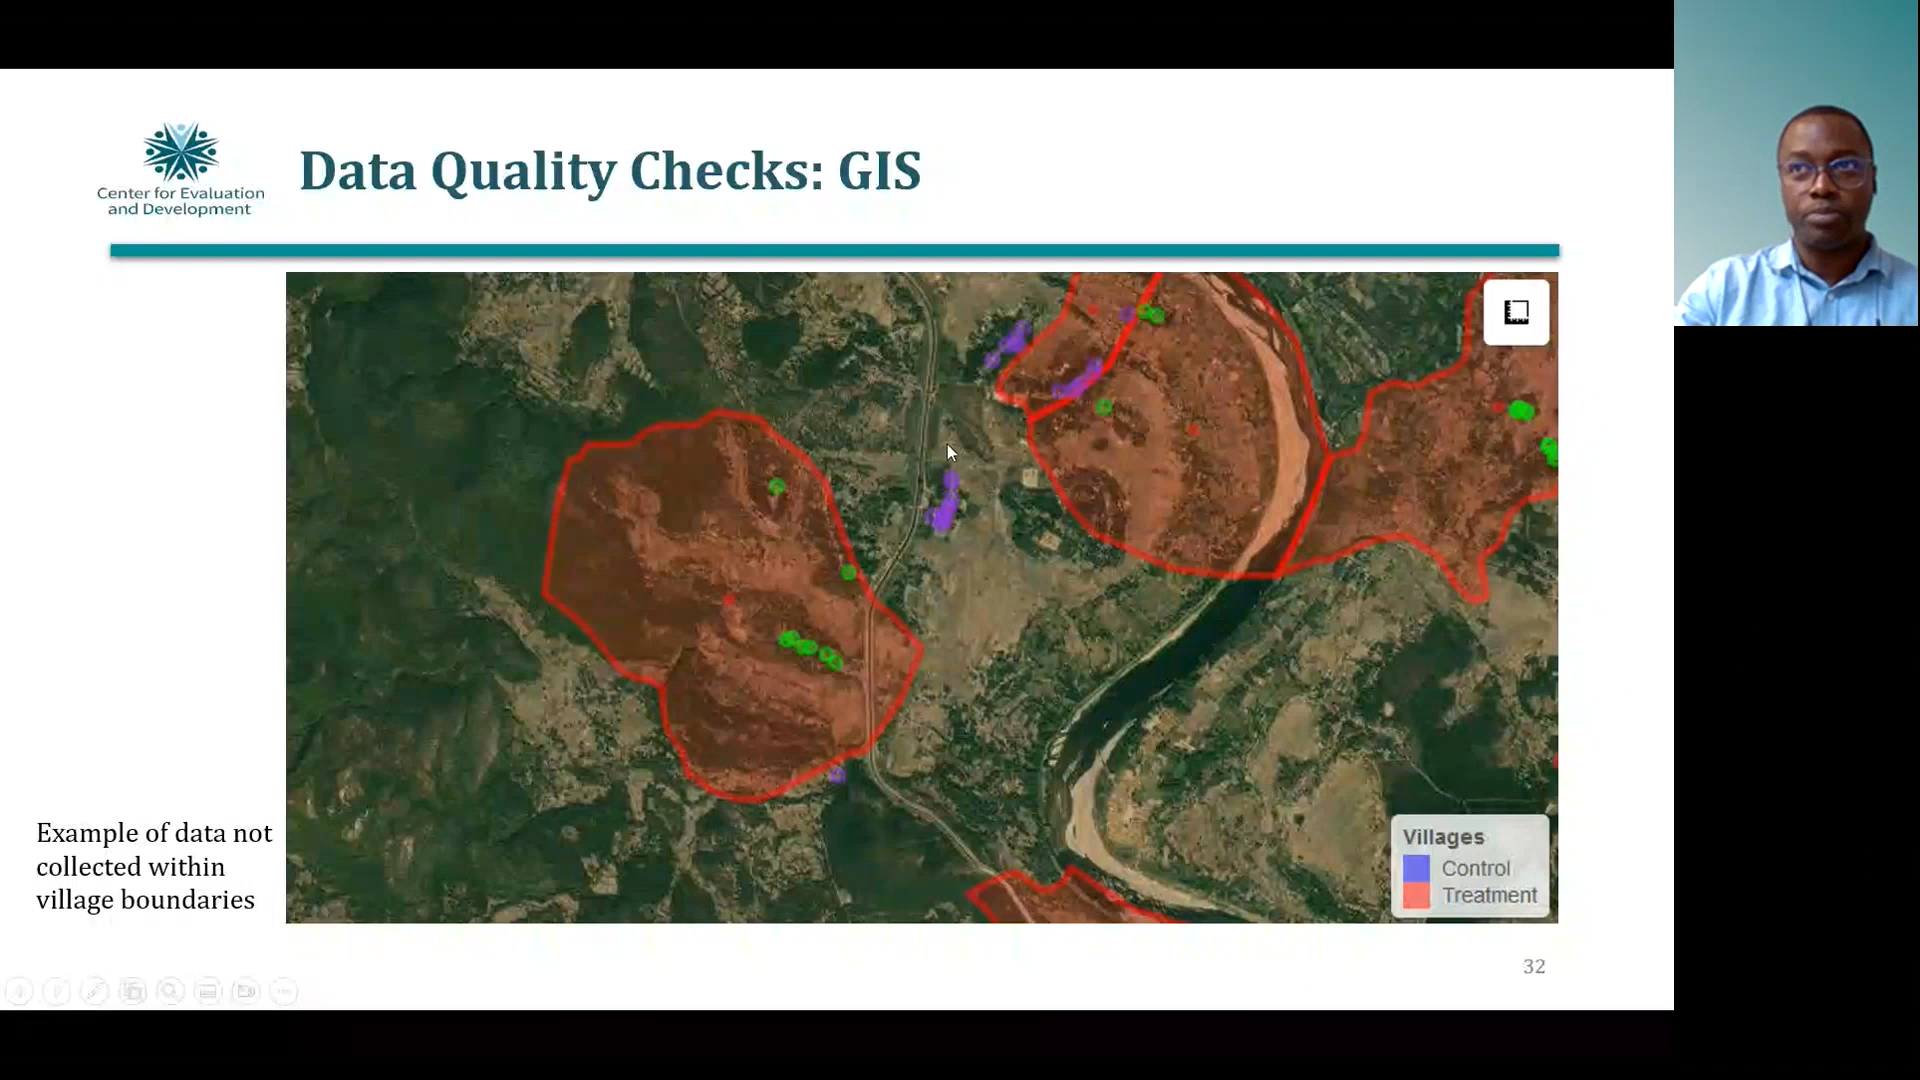 Center for Evaluation
and Development
Data Quality Checks: GIS
Example of data not
collected within
village boundaries
Villages
Control
Treatment
32